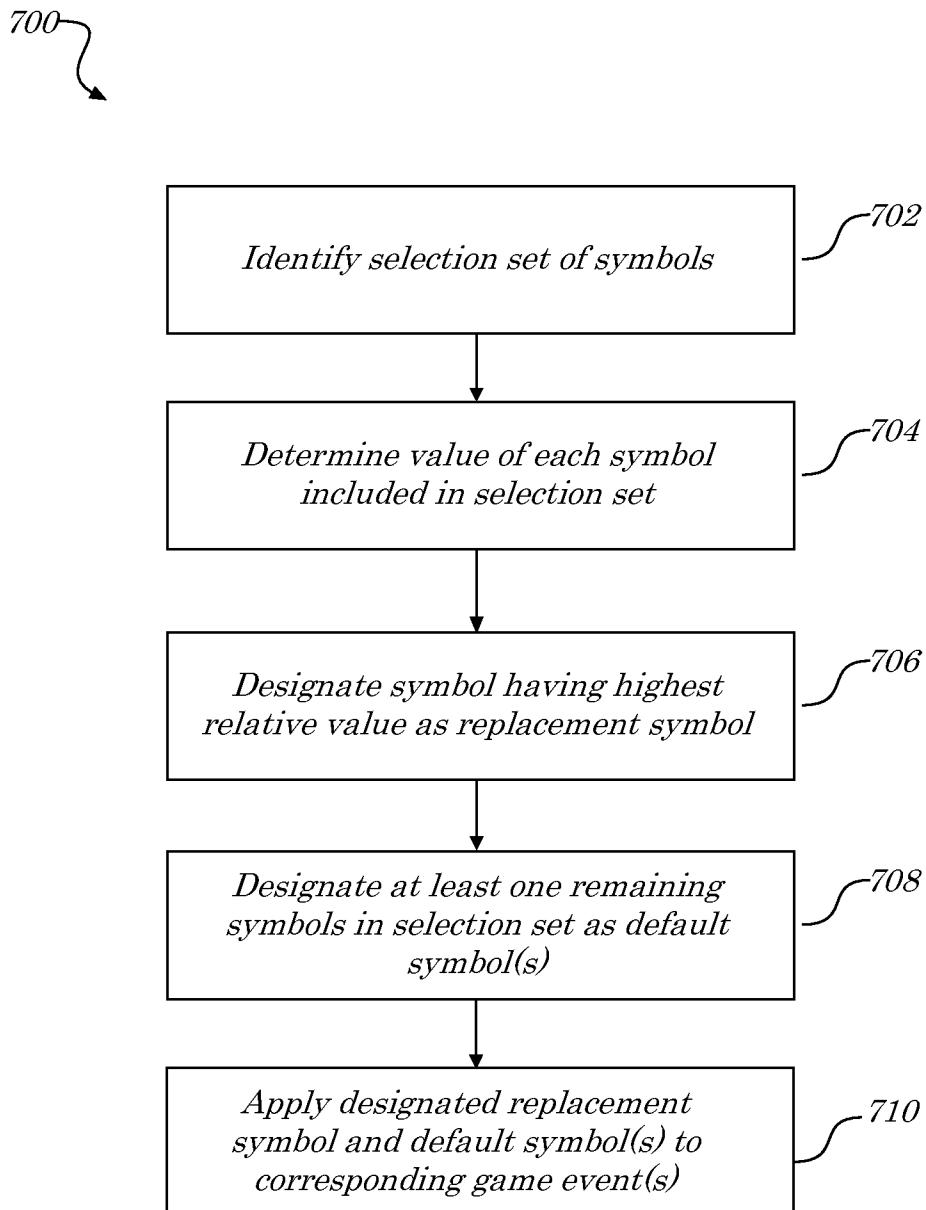 700
Identify selection set of symbols
702
Determine value of each symbol
included in selection set
704
Designate symbol having highest
relative value as replacement symbol
706
Designate at least one remaining
symbols in selection set as default
symbol(s)
708
Apply designated replacement
symbol and default symbol(s) to
corresponding game event(s)
710